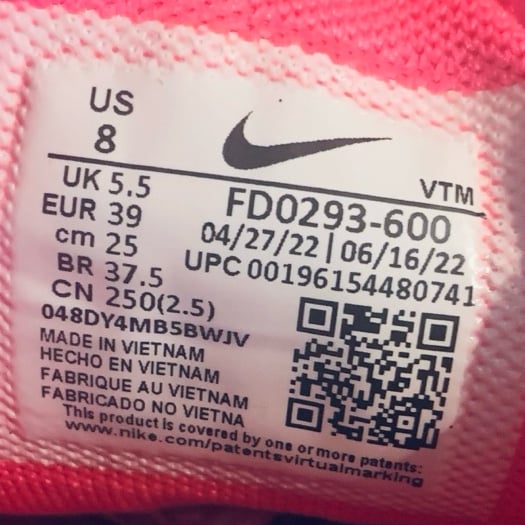 US
8
VTM
UK 5.5
FD0293-600
EUR 39
04/27/22 | 06/16/22
cm 25
UPC 00196154480741
BR 37.5
CN 250(2.5)
048DY4MB5BWJV
MADE IN VIETNAM
HECHO EN VIETNAM
FABRIQUE AU VIETNAM
FABRICADO NO VIETNA
This product is covered by one or more patents:
www.nike.com/patentsvirtualmarking